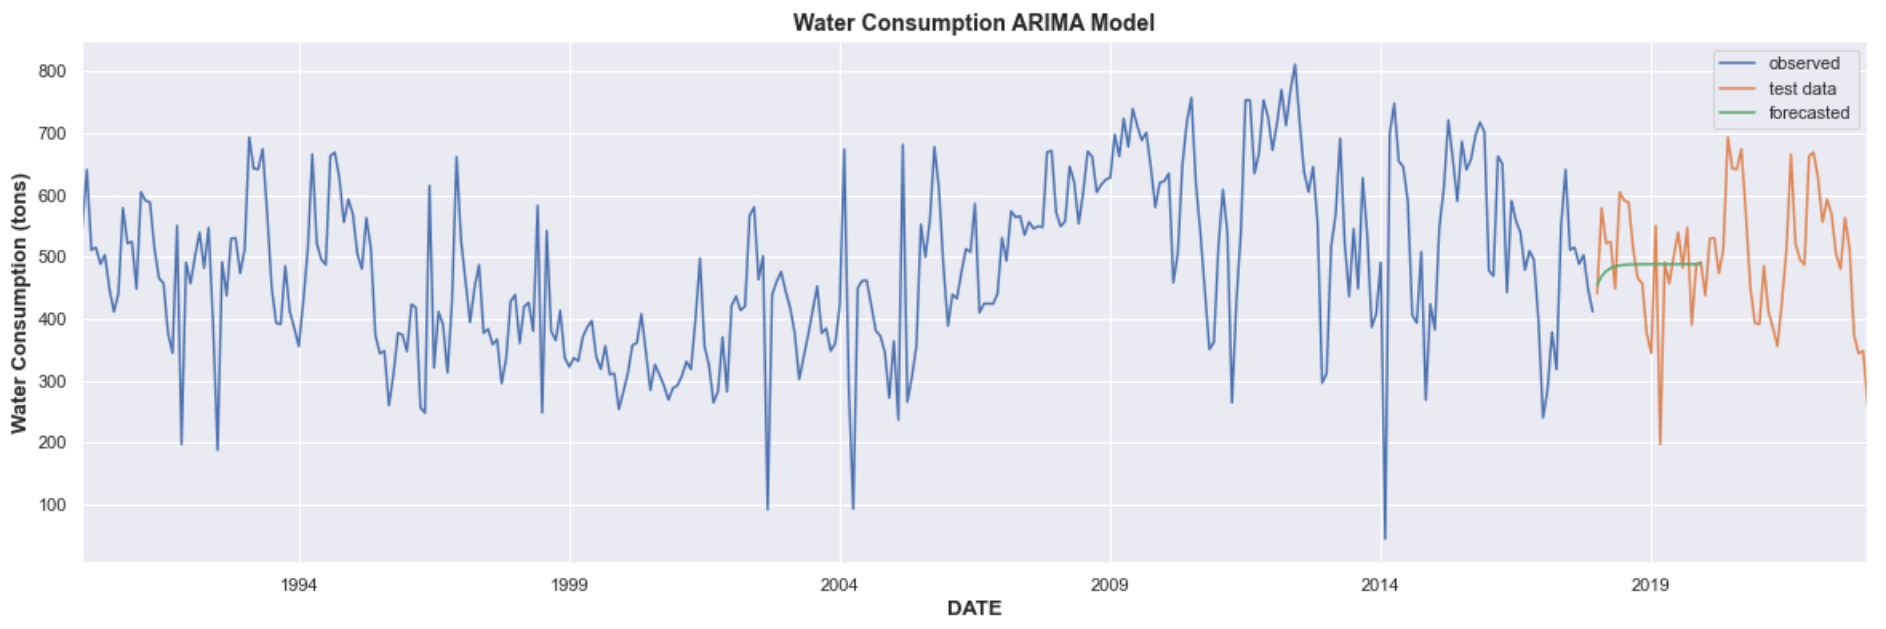 Water Consumption ARIMA Model
Water Consumption (tons)
800
700
600
500
400
300
200
100
observed
test data
forecasted
1994
1999
2004
2009
2014
2019
DATE